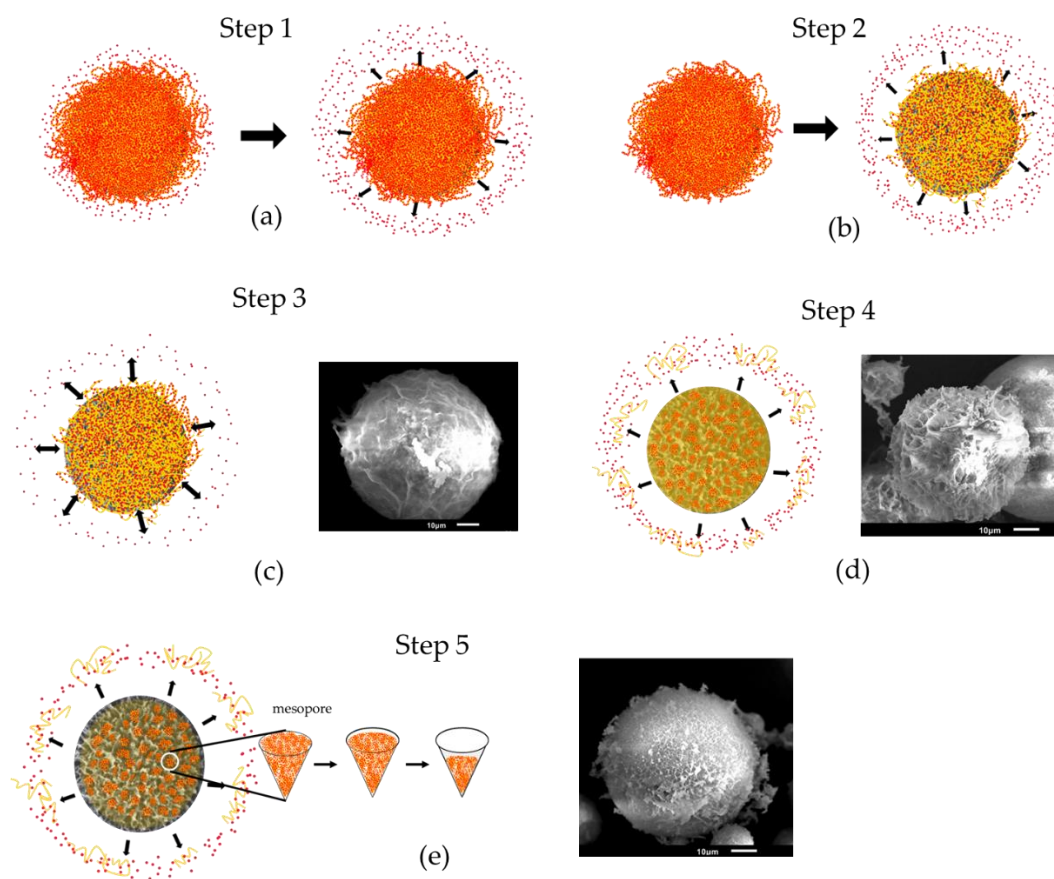 Step 1
Step 2
(a)
(b)
Step 3
Step 4
10μm
10μm
(c)
(d)
Step 5
mesopore
(e)
10μm